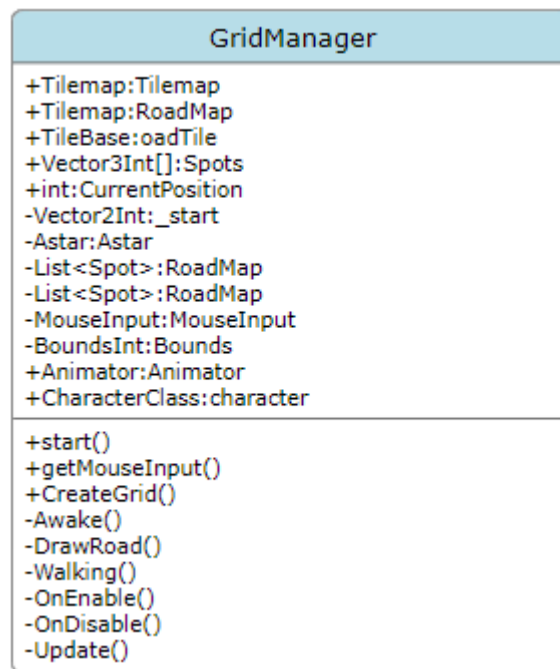 GridManager
+Tilemap:Tilemap
+Tilemap:RoadMap
+TileBase:oadTile
+Vector3Int[]:Spots
+int:CurrentPosition
-Vector2Int:_start
-Astar:Astar
-List<Spot>:RoadMap
-List<Spot>:RoadMap
-MouseInput:MouseInput
-BoundsInt:Bounds
+Animator:Animator
+CharacterClass:character
+start()
+getMouseInput()
+CreateGrid()
-Awake()
-DrawRoad()
-Walking()
-OnEnable()
-OnDisable()
-Update()